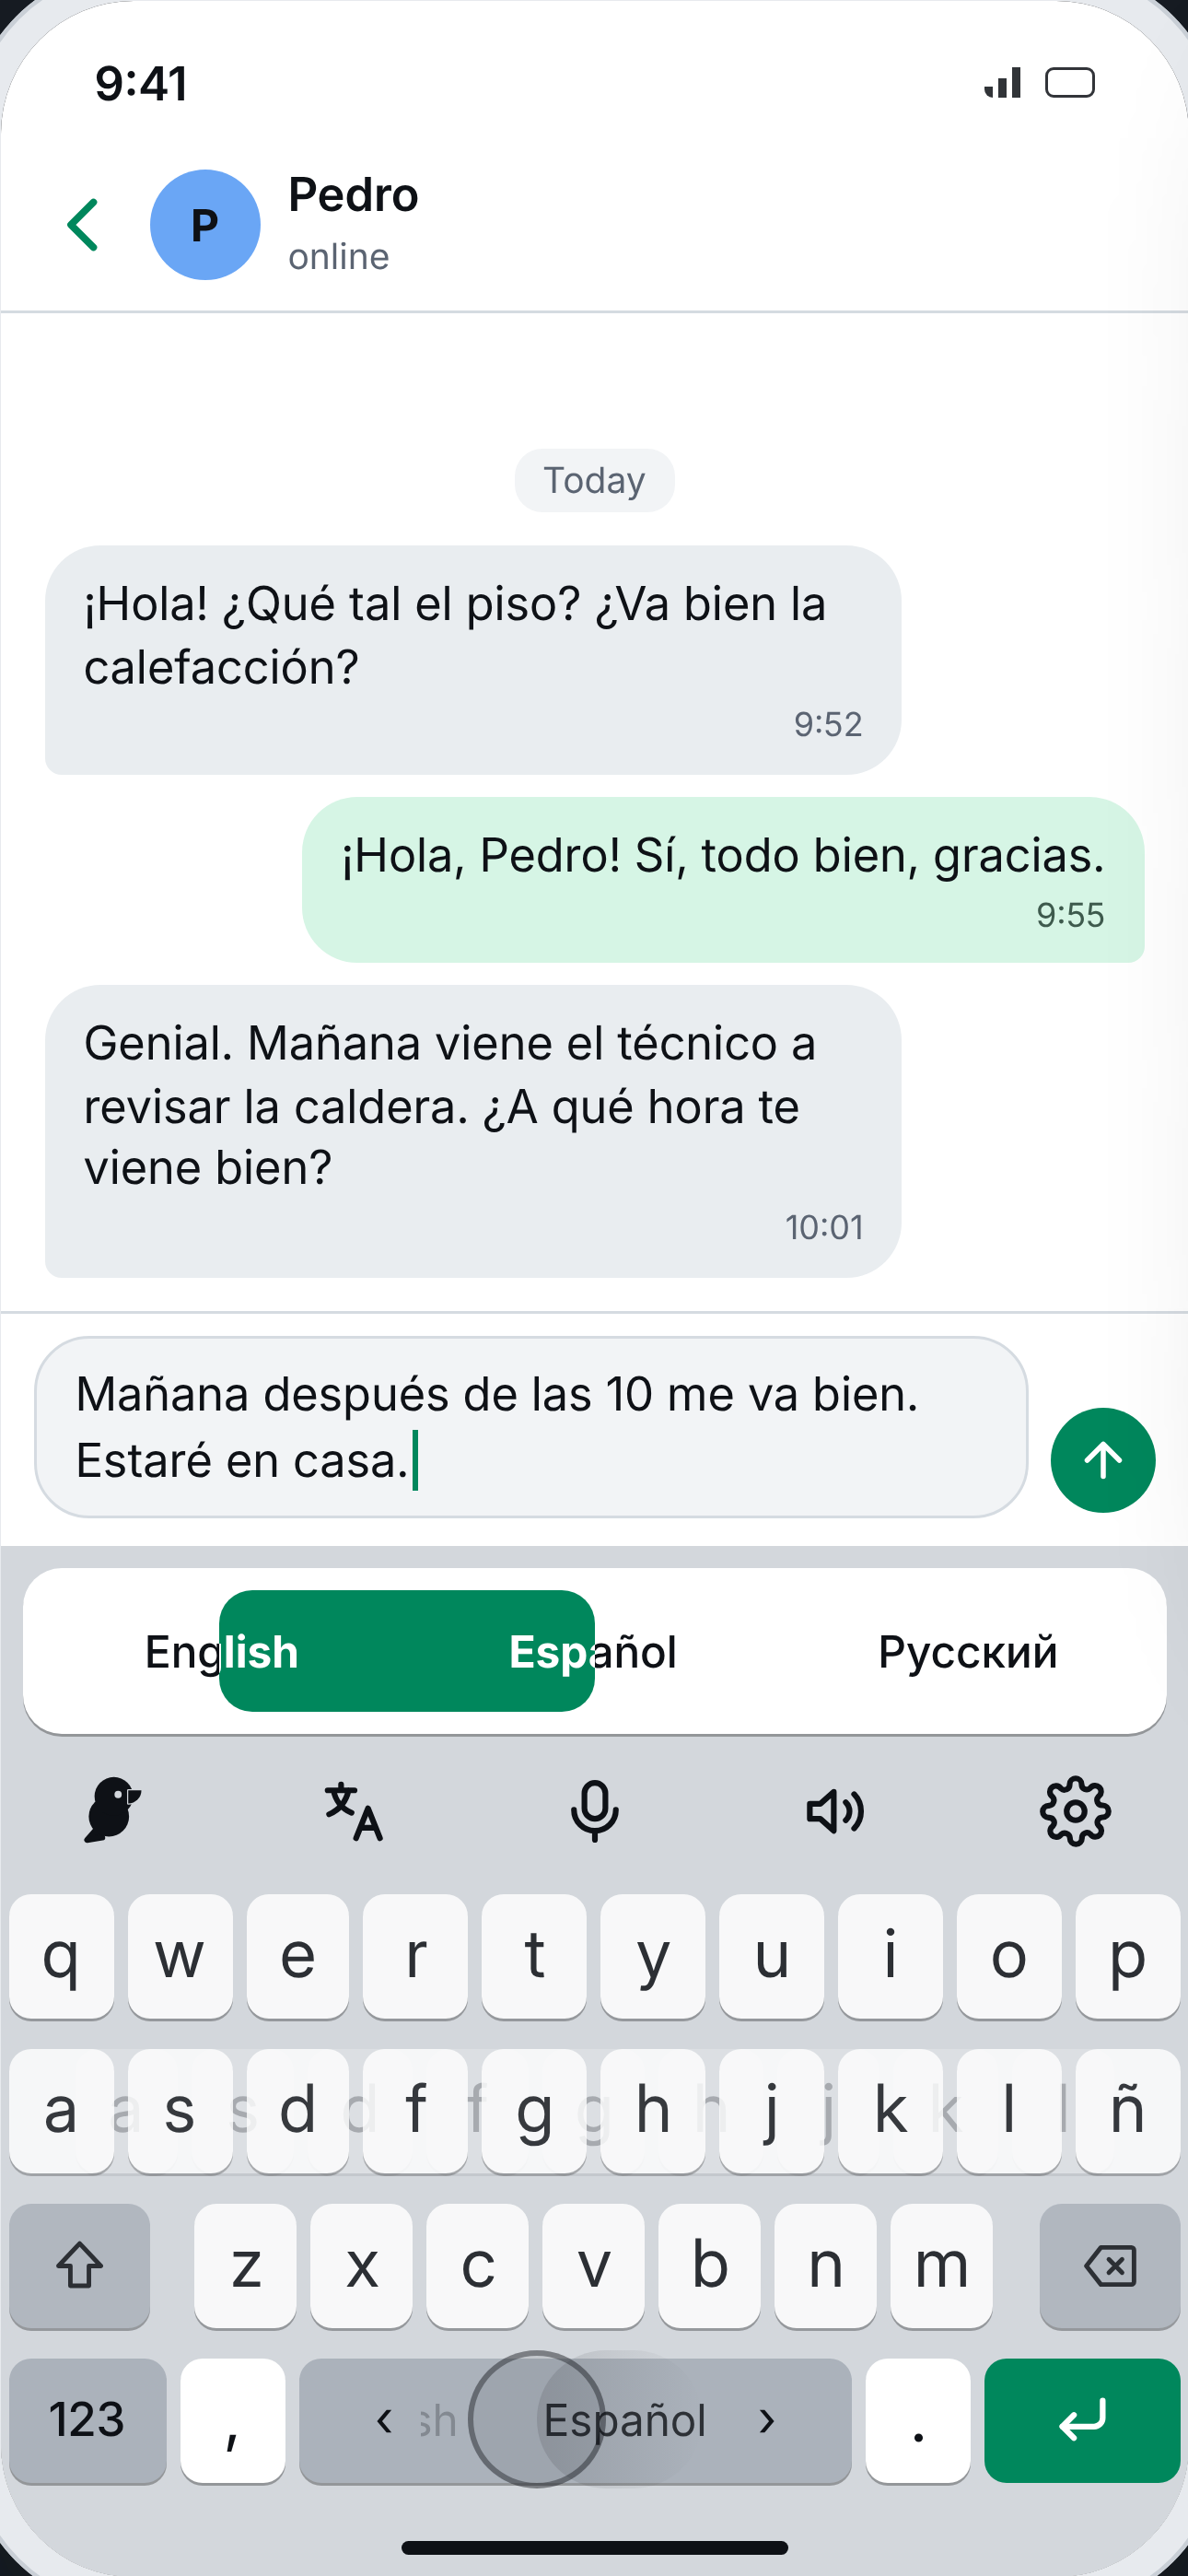 9:41
P
Pedro
online
Today
¡Hola! ¿Qué tal el piso? ¿Va bien la
calefacción?
9:52
¡Hola, Pedro! Sí, todo bien, gracias.
9:55
Genial. Mañana viene el técnico a
revisar la caldera. ¿A qué hora te
viene bien?
10:01
Mañana después de las 10 me va bien.
Estaré en casa.
English Español Русский
q w e r t y u i o p
a s d f g h j k l ñ
z x c v b n m
123 , ‹ sh Español › .